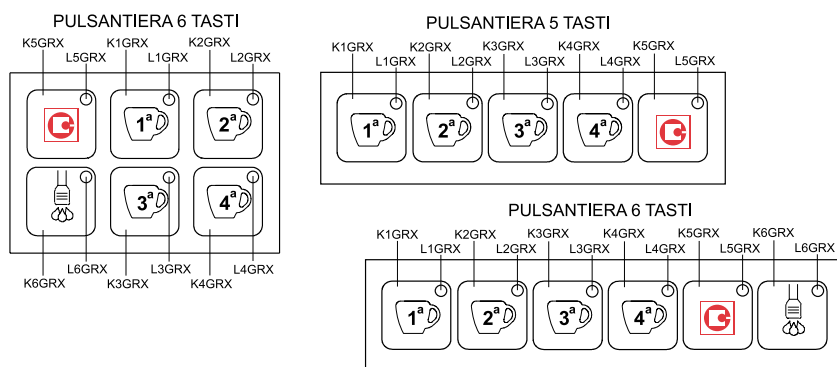 PULSANTIERA 6 TASTI
K5GRX K1GRX K2GRX
L5GRX L1GRX L2GRX
1ª 2ª
3ª 4ª
L6GRX L3GRX L4GRX
K6GRX K3GRX K4GRX
PULSANTIERA 5 TASTI
K1GRX K2GRX K3GRX K4GRX K5GRX
L1GRX L2GRX L3GRX L4GRX L5GRX
1ª 2ª 3ª 4ª
PULSANTIERA 6 TASTI
K1GRX K2GRX K3GRX K4GRX K5GRX K6GRX
L1GRX L2GRX L3GRX L4GRX L5GRX L6GRX
1ª 2ª 3ª 4ª